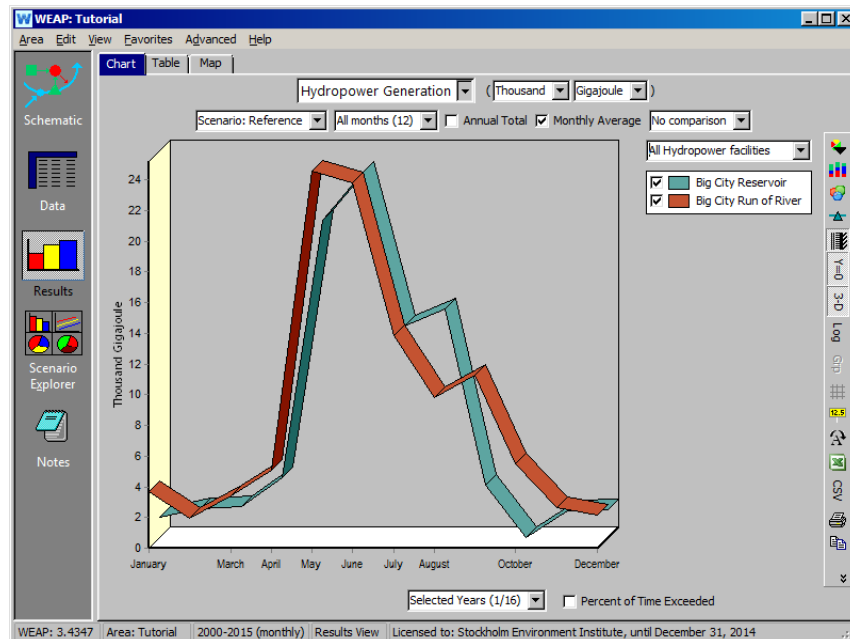 WEAP: Tutorial
Area Edit View Favorites Advanced Help
Chart Table Map
Hydropower Generation ( Thousand Gigajoule )
Scenario: Reference All months (12) Annual Total Monthly Average No comparison
All Hydropower facilities
Big City Reservoir
Big City Run of River
Schematic
Data
Results
Scenario
Explorer
Notes
Thousand Gigajoule
24
22
20
18
16
14
12
10
8
6
4
2
0
January March April May June July August October December
Y=0
3-D
Log
Grp
12.5
A
CSV
Selected Years (1/16) Percent of Time Exceeded
WEAP: 3.4347 Area: Tutorial 2000-2015 (monthly) Results View Licensed to: Stockholm Environment Institute, until December 31, 2014